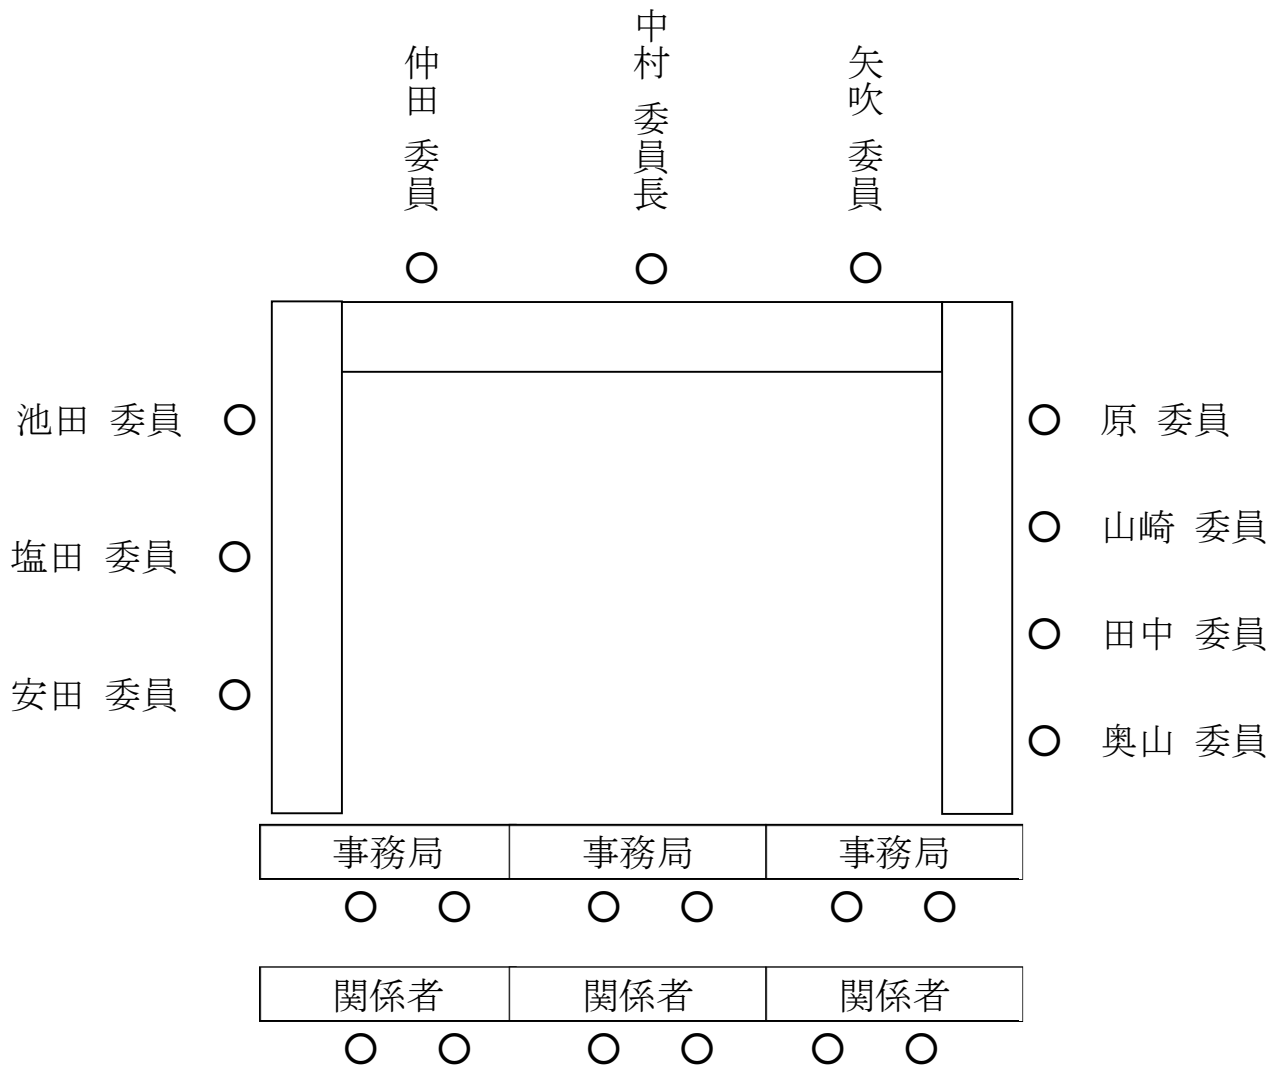 仲田 委員
中村 委員長
矢吹 委員
池田 委員
原 委員
山崎 委員
塩田 委員
田中 委員
安田 委員
奥山 委員
事務局 事務局 事務局
関係者 関係者 関係者